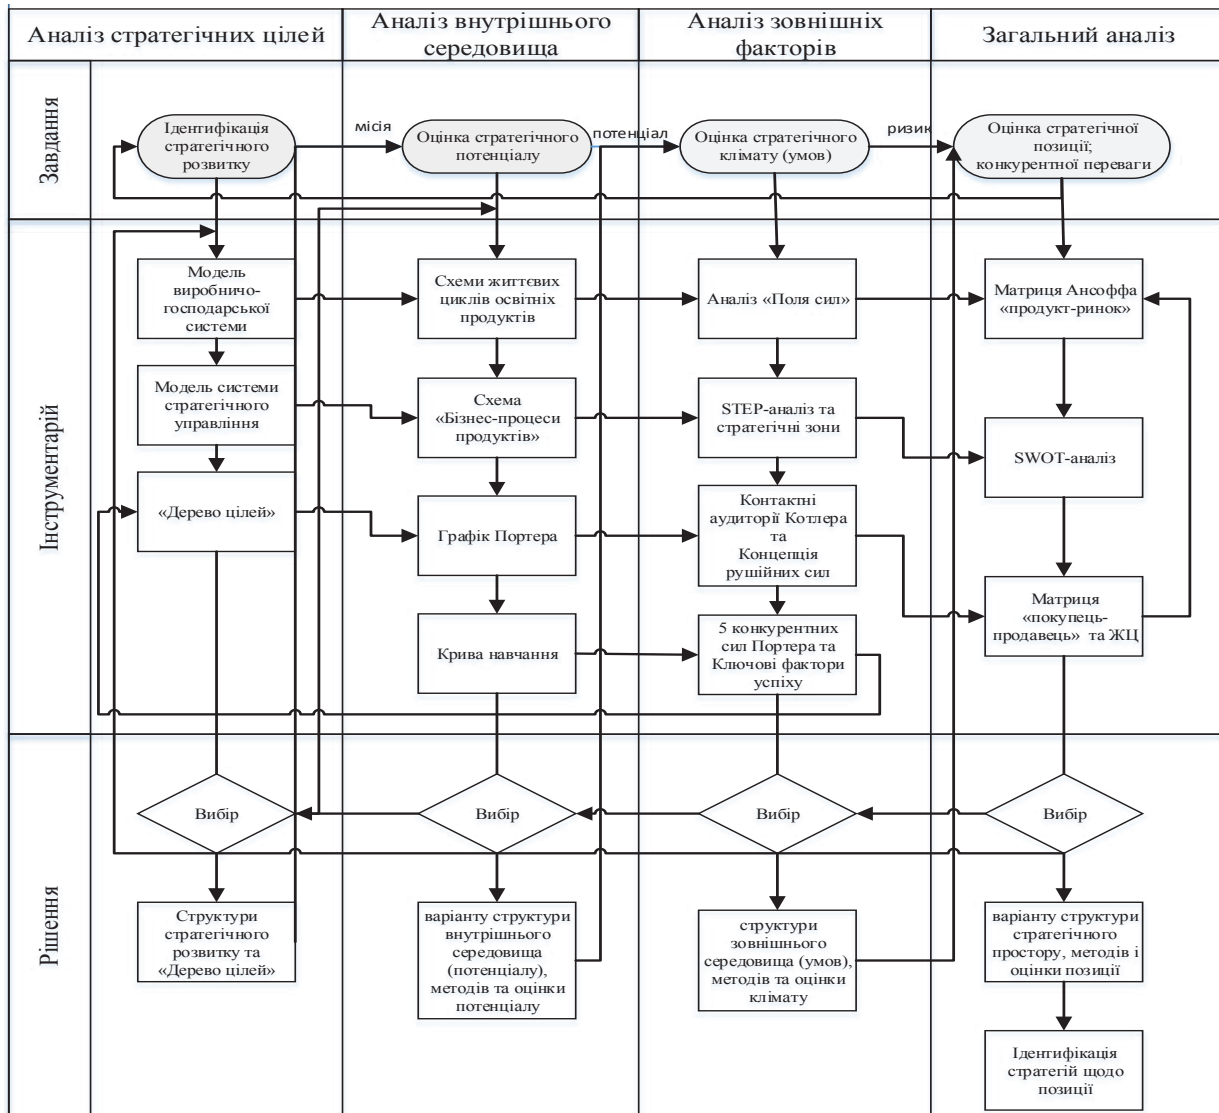 Аналіз стратегічних цілей
Аналіз внутрішнього
середовища
Аналіз зовнішніх
факторів
Загальний аналіз
Завдання
Ідентифікація
стратегічного
розвитку
місія
Оцінка стратегічного
потенціалу
потенціал
Оцінка стратегічного
клімату (умов)
ризик
Оцінка стратегічної
позиції;
конкурентної переваги
Інструментарій
Модель
виробничо-
господарської
системи
Схеми життєвих
циклів освітніх
продуктів
Аналіз «Поля сил»
Матриця Ансоффа
«продукт-ринок»
Модель системи
стратегічного
управління
Схема
«Бізнес-процеси
продуктів»
STEP-аналіз та
стратегічні зони
SWOT-аналіз
«Дерево цілей»
Графік Портера
Контактні
аудиторії Котлера
та
Концепція
рушійних сил
Матриця
«покупець-
продавець» та ЖЦ
Крива навчання
5 конкурентних
сил Портера та
Ключові фактори
успіху
Рішення
Вибір
Вибір
Вибір
Вибір
Структури
стратегічного
розвитку та
«Дерево цілей»
варіанту структури
внутрішнього
середовища
(потенціалу),
методів та оцінки
потенціалу
структури
зовнішнього
середовища (умов),
методів та оцінки
клімату
варіанту структури
стратегічного
простору, методів і
оцінки позиції
Ідентифікація
стратегій щодо
позиції